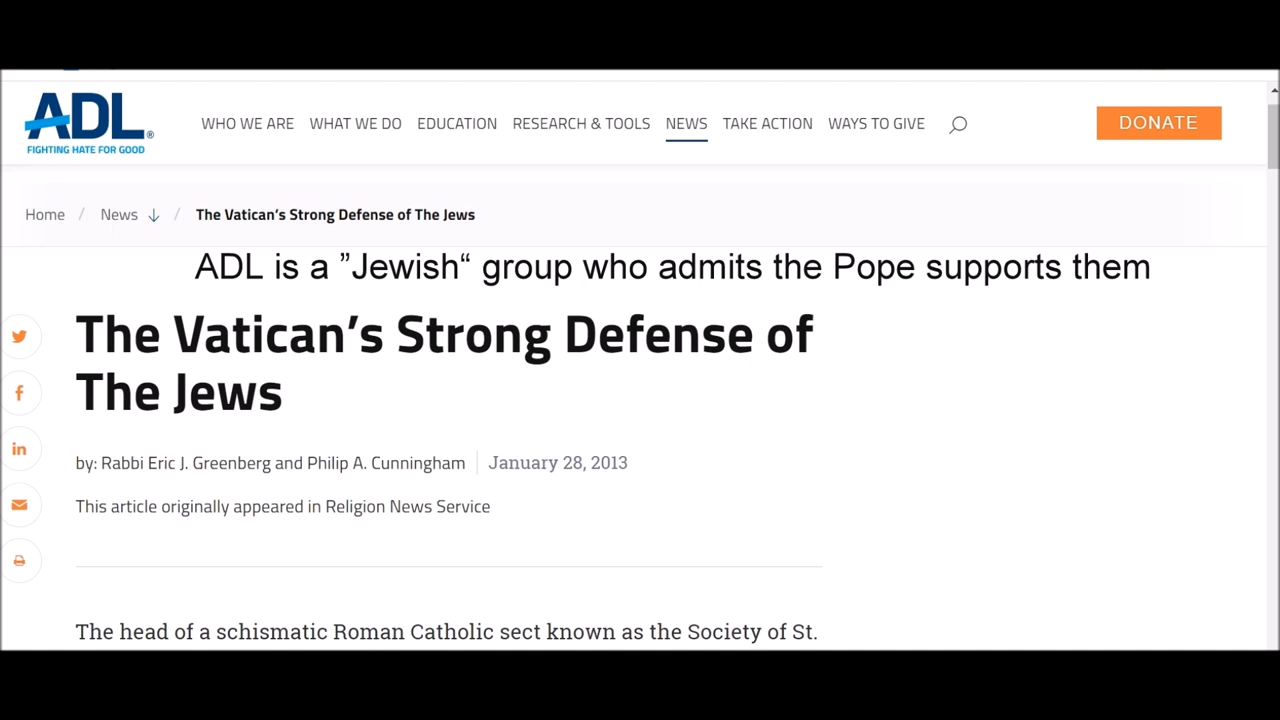 ADL®
FIGHTING HATE FOR GOOD
WHO WE ARE WHAT WE DO EDUCATION RESEARCH & TOOLS NEWS TAKE ACTION WAYS TO GIVE
DONATE
Home / News / The Vatican’s Strong Defense of The Jews
ADL is a ”Jewish“ group who admits the Pope supports them
The Vatican’s Strong Defense of
The Jews
by: Rabbi Eric J. Greenberg and Philip A. Cunningham January 28, 2013
This article originally appeared in Religion News Service
The head of a schismatic Roman Catholic sect known as the Society of St.